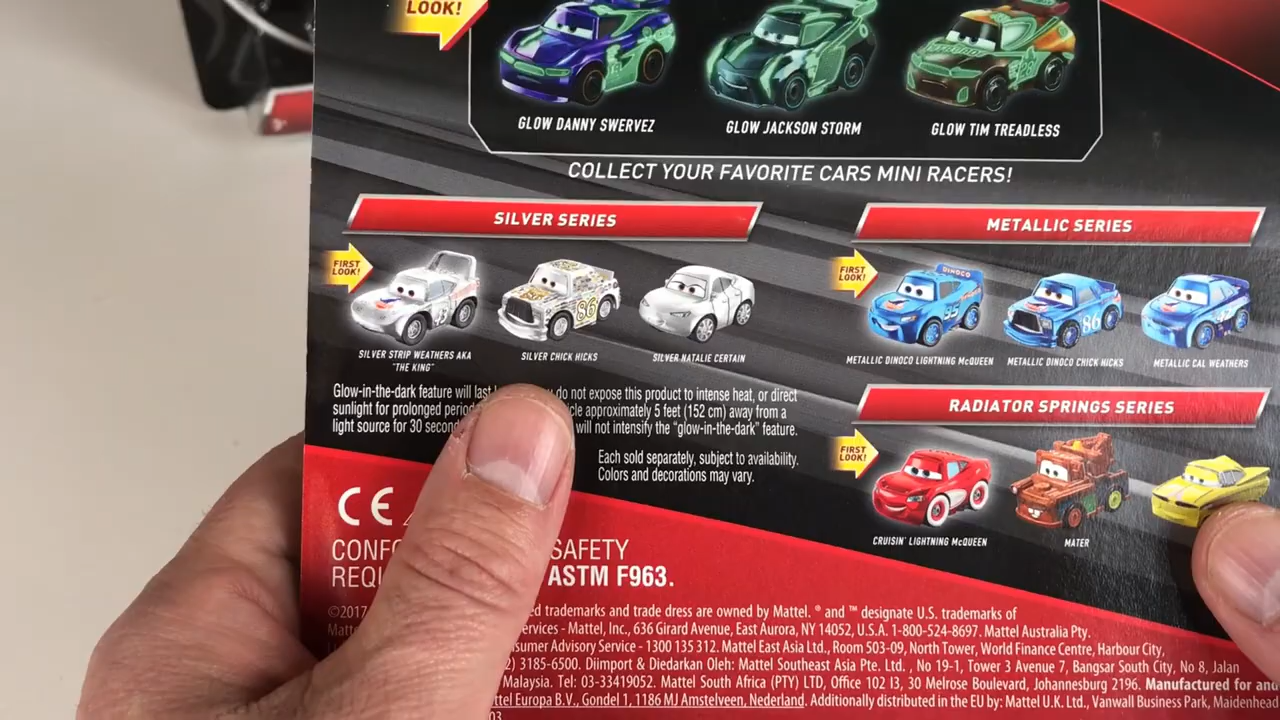 LOOK!
GLOW DANNY SWERVEZ
GLOW JACKSON STORM
GLOW TIM TREADLESS
COLLECT YOUR FAVORITE CARS MINI RACERS!
SILVER SERIES
FIRST LOOK!
SILVER STRIP WEATHERS AKA
"THE KING"
86
SILVER CHICK HICKS
SILVER NATALIE CERTAIN
METALLIC SERIES
FIRST LOOK!
DINOCO
95
METALLIC DINOCO LIGHTNING McQUEEN
86
METALLIC DINOCO CHICK HICKS
42
METALLIC CAL WEATHERS
RADIATOR SPRINGS SERIES
FIRST LOOK!
CRUISIN' LIGHTNING McQUEEN
MATER
Glow-in-the-dark feature will last do not expose this product to intense heat, or direct
sunlight for prolonged approximately 5 feet (152 cm) away from a
light source for 30 will not intensify the "glow-in-the-dark" feature.
Each sold separately, subject to availability.
Colors and decorations may vary.
CE
SAFETY
ASTM F963.
©2017
trademarks and trade dress are owned by Mattel. ® and ™ designate U.S. trademarks of
- Mattel, Inc., 636 Girard Avenue, East Aurora, NY 14052, U.S.A. 1-800-524-8697. Mattel Australia Pty.
Advisory Service - 1300 135 312. Mattel East Asia Ltd., Room 503-09, North Tower, World Finance Centre, Harbour City,
3185-6500. Diimport & Diedarkan Oleh: Mattel Southeast Asia Pte. Ltd. , No 19-1, Tower 3 Avenue 7, Bangsar South City, No 8, Jalan
Malaysia. Tel: 03-33419052. Mattel South Africa (PTY) LTD, Office 102 I3, 30 Melrose Boulevard, Johannesburg 2196. Manufactured for and
Europa B.V., Gondel 1, 1186 MJ Amstelveen, Nederland. Additionally distributed in the EU by: Mattel U.K. Ltd., Vanwall Business Park, Maidenhead